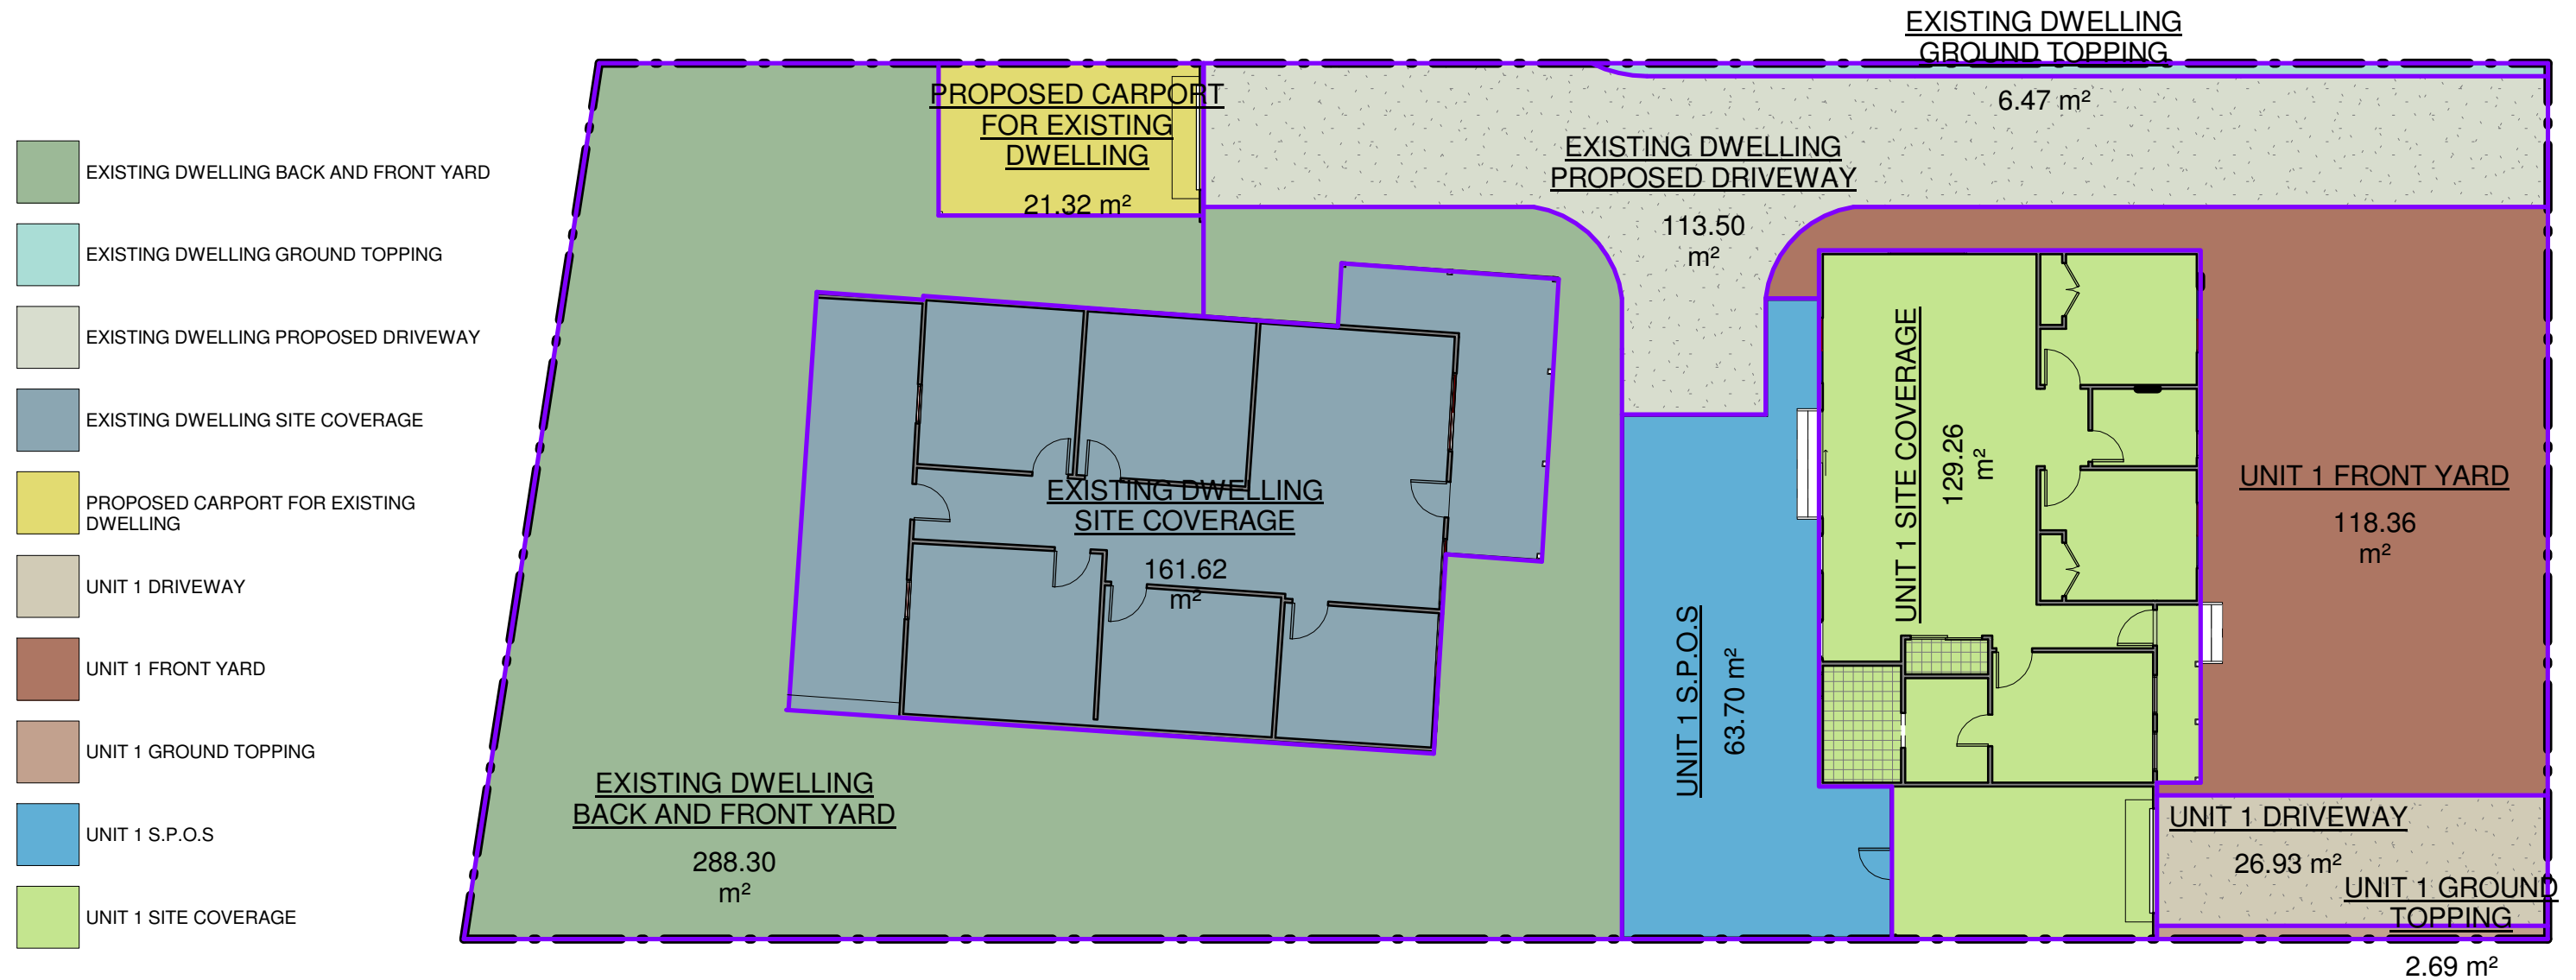 EXISTING DWELLING BACK AND FRONT YARD
EXISTING DWELLING GROUND TOPPING
EXISTING DWELLING PROPOSED DRIVEWAY
EXISTING DWELLING SITE COVERAGE
PROPOSED CARPORT FOR EXISTING
DWELLING
UNIT 1 DRIVEWAY
UNIT 1 FRONT YARD
UNIT 1 GROUND TOPPING
UNIT 1 S.P.O.S
UNIT 1 SITE COVERAGE
EXISTING DWELLING
GROUND TOPPING
6.47 m²
PROPOSED CARPORT
FOR EXISTING
DWELLING
21.32 m²
EXISTING DWELLING
PROPOSED DRIVEWAY
113.50
m²
EXISTING DWELLING
SITE COVERAGE
161.62
m²
EXISTING DWELLING
BACK AND FRONT YARD
288.30
m²
UNIT 1 S.P.O.S
63.70 m²
UNIT 1 SITE COVERAGE
129.26
m²
UNIT 1 FRONT YARD
118.36
m²
UNIT 1 DRIVEWAY
26.93 m²
UNIT 1 GROUND
TOPPING
2.69 m²